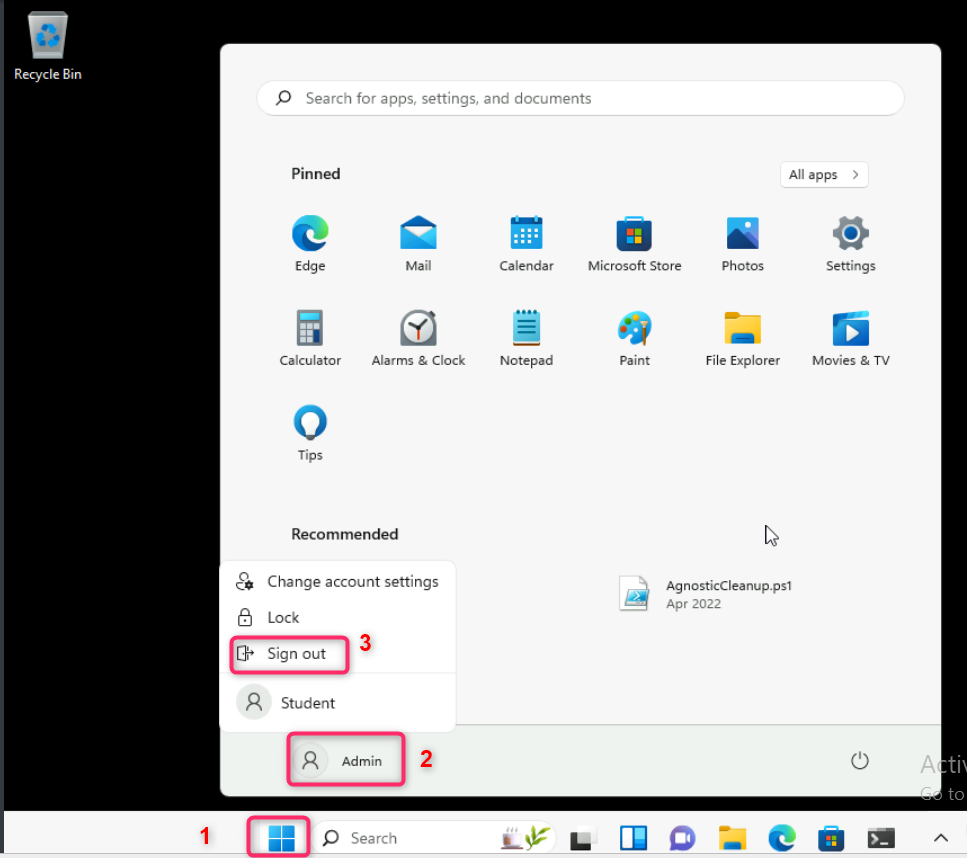 Recycle Bin
Search for apps, settings, and documents
Pinned
All apps >
Edge Mail Calendar Microsoft Store Photos Settings
Calculator Alarms & Clock Notepad Paint File Explorer Movies & TV
Tips
Recommended
Change account settings
AgnosticCleanup.ps1
Apr 2022
Lock
Sign out 3
Student
Admin 2
Activ
Go to
1 Search